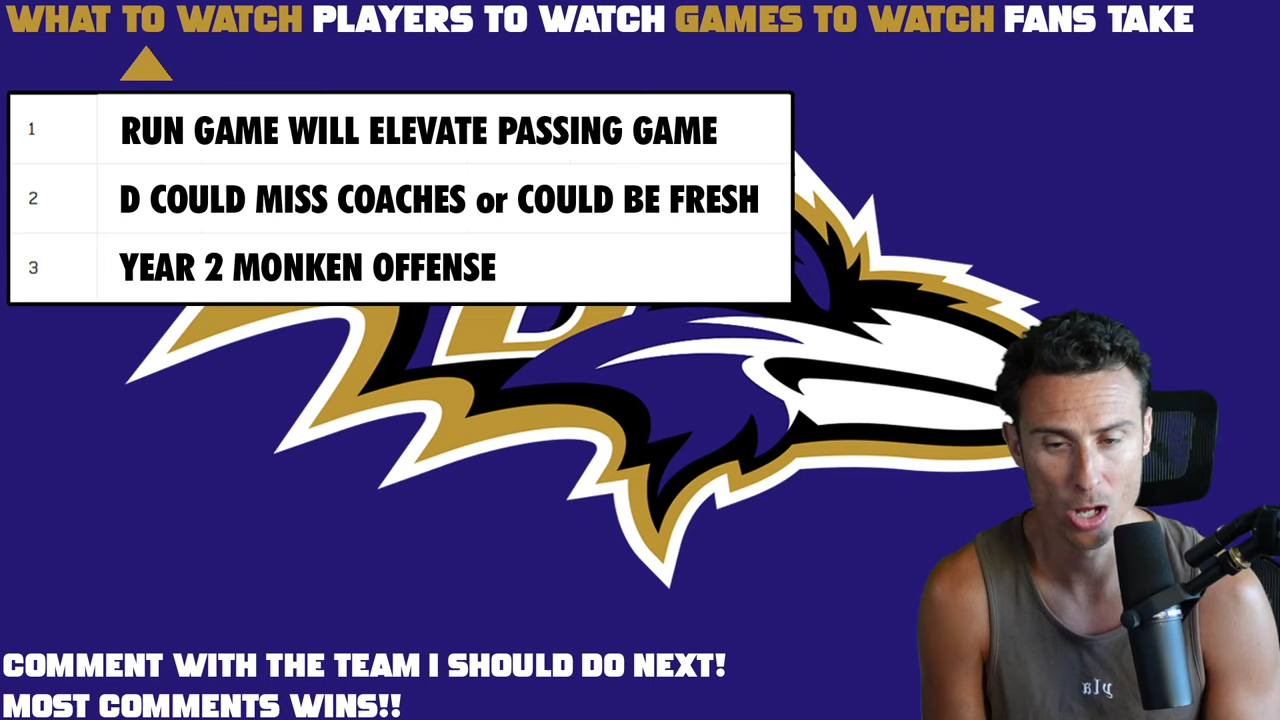 WHAT TO WATCH PLAYERS TO WATCH GAMES TO WATCH FANS TAKE
1 RUN GAME WILL ELEVATE PASSING GAME
2 D COULD MISS COACHES or COULD BE FRESH
3 YEAR 2 MONKEN OFFENSE
COMMENT WITH THE TEAM I SHOULD DO NEXT!
MOST COMMENTS WINS!!